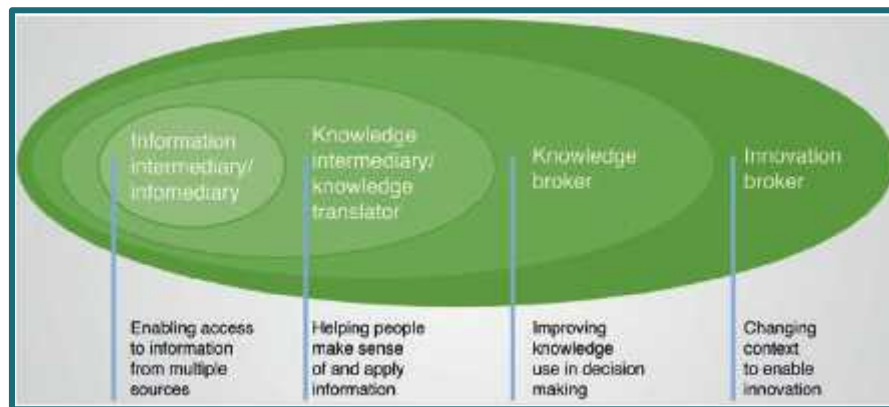 Information
intermediary/
infomediary
Knowledge
intermediary/
knowledge
translator
Knowledge
broker
Innovation
broker
Enabling access
to information
from multiple
sources
Helping people
make sense
of and apply
information
Improving
knowledge
use in decision
making
Changing
context
to enable
innovation